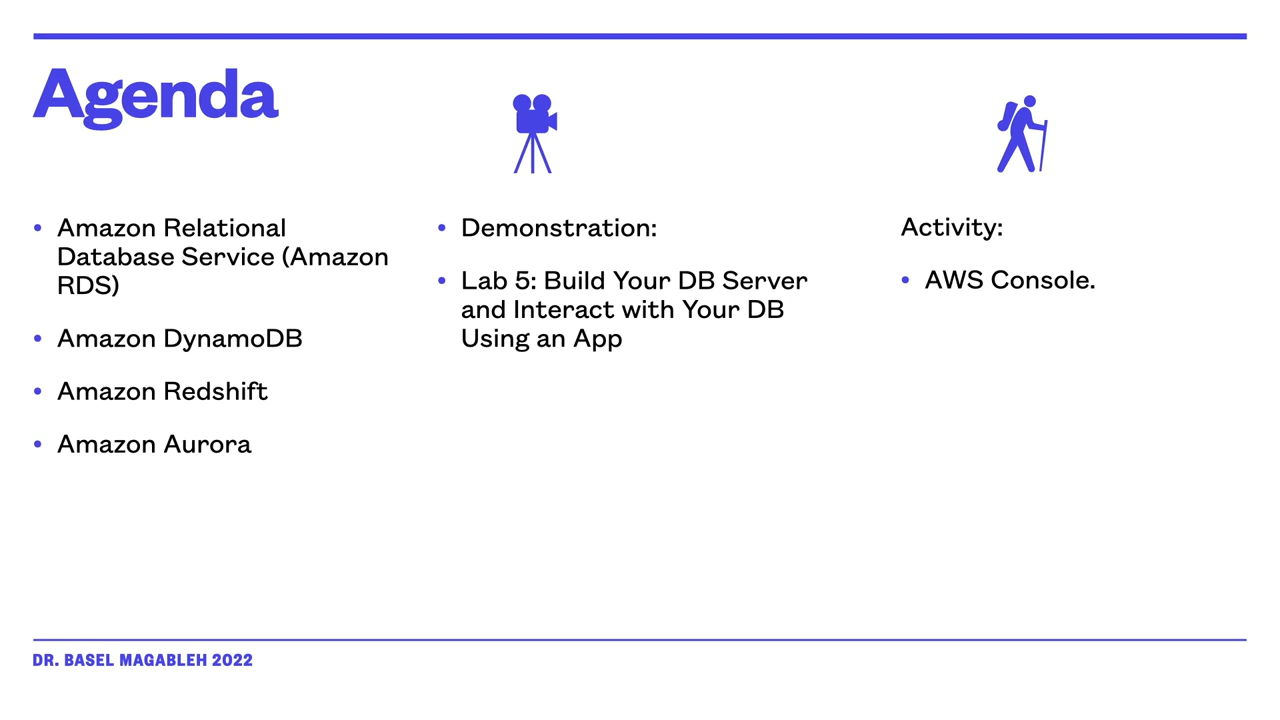 Agenda
• Amazon Relational
Database Service (Amazon
RDS)
• Amazon DynamoDB
• Amazon Redshift
• Amazon Aurora
• Demonstration:
• Lab 5: Build Your DB Server
and Interact with Your DB
Using an App
Activity:
• AWS Console.
DR. BASEL MAGABLEH 2022